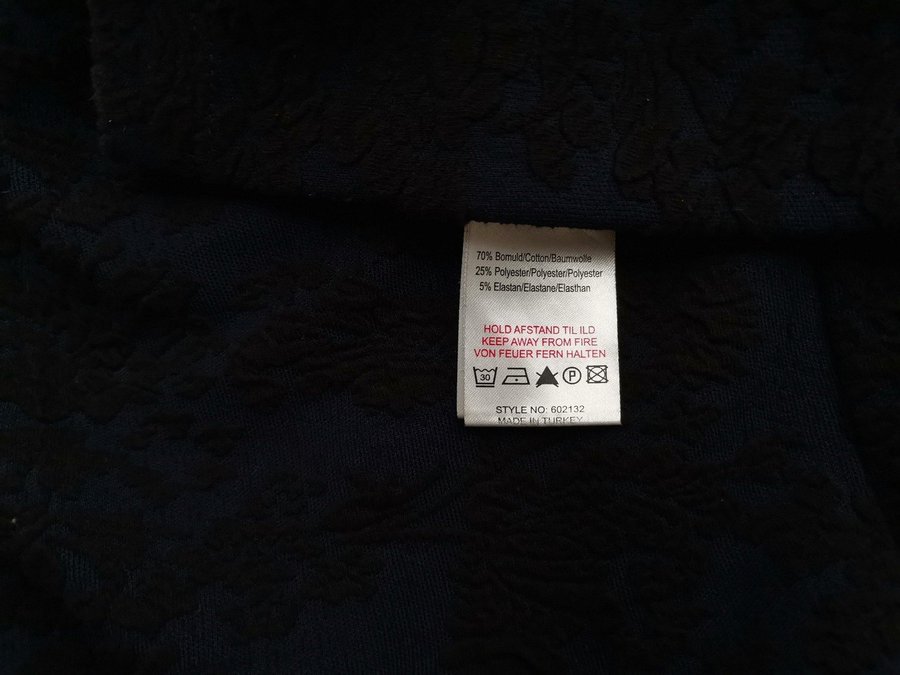 70% Bomuld/Cotton/Baumwolle
25% Polyester/Polyester/Polyester
5% Elastan/Elastane/Elasthan
HOLD AFSTAND TIL ILD
KEEP AWAY FROM FIRE
VON FEUER FERN HALTEN
30 P
STYLE NO: 602132
MADE IN TURKEY